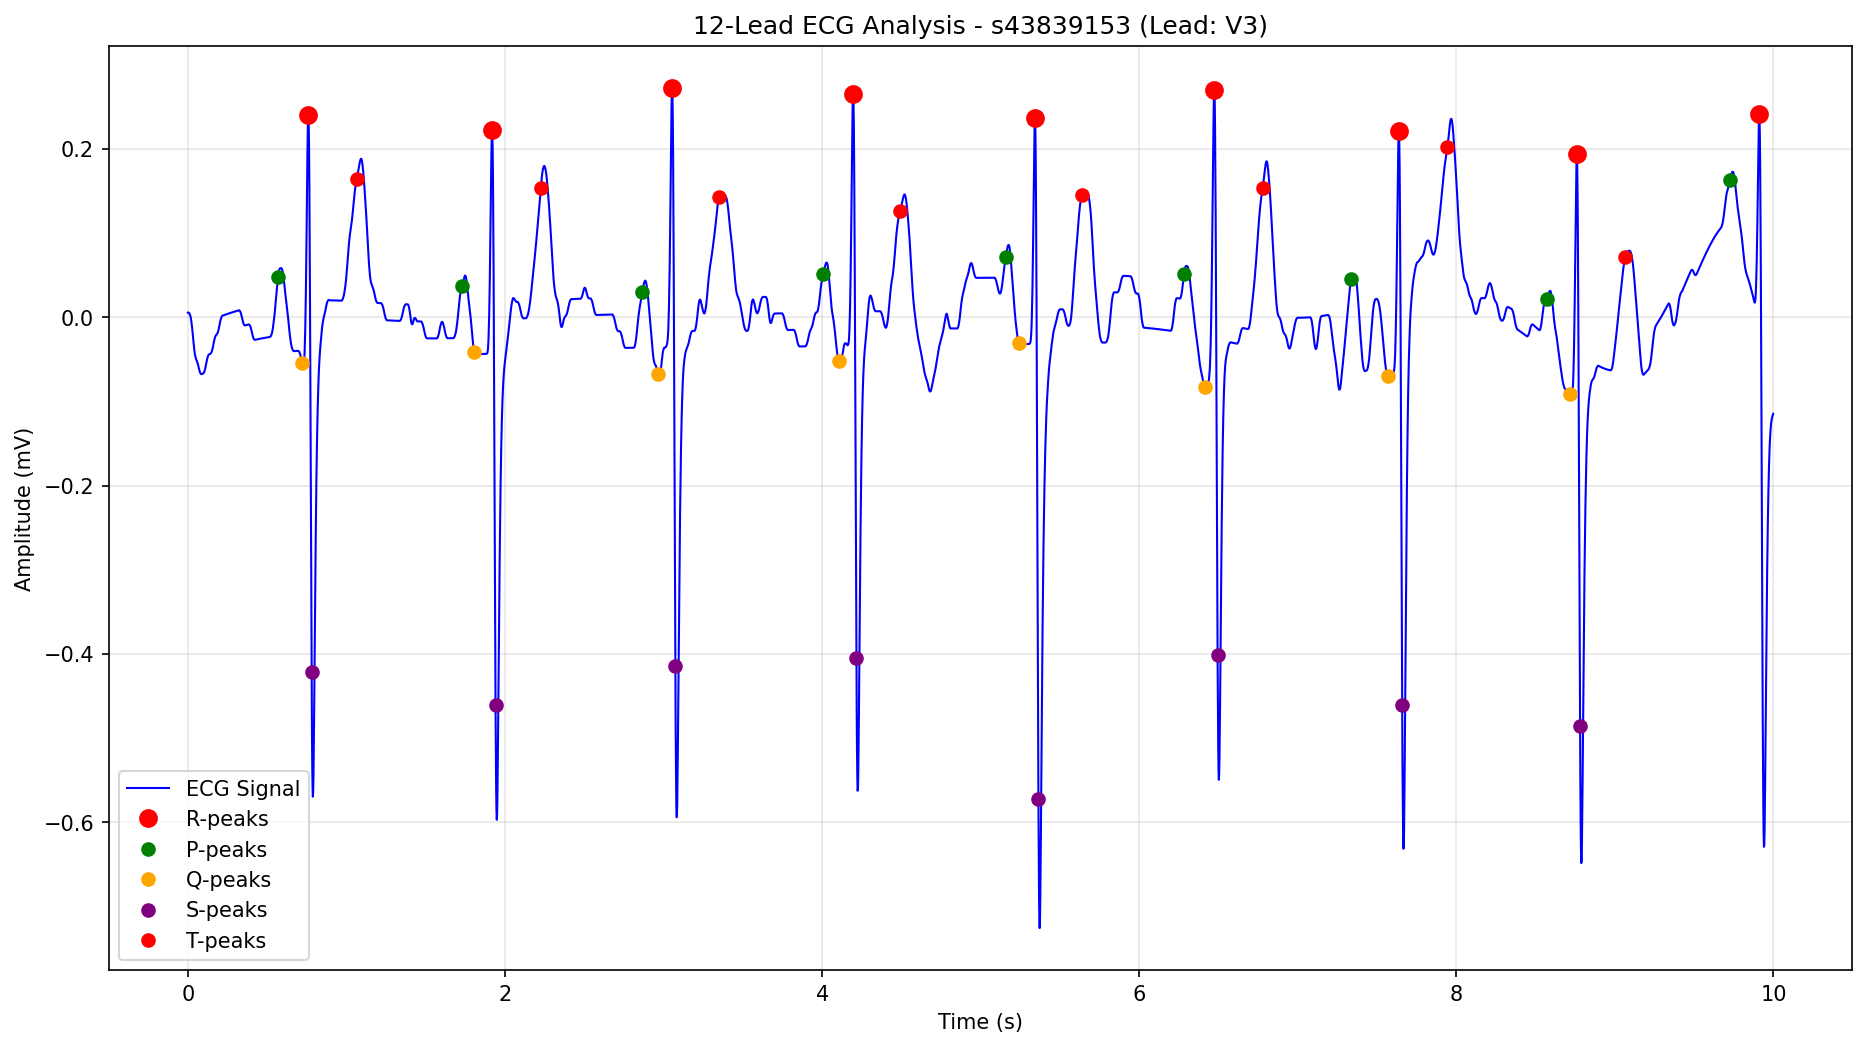 12-Lead ECG Analysis - s43839153 (Lead: V3)
Amplitude (mV)
0.2
0.0
−0.2
−0.4
−0.6
ECG Signal
R-peaks
P-peaks
Q-peaks
S-peaks
T-peaks
0 2 4 6 8 10
Time (s)